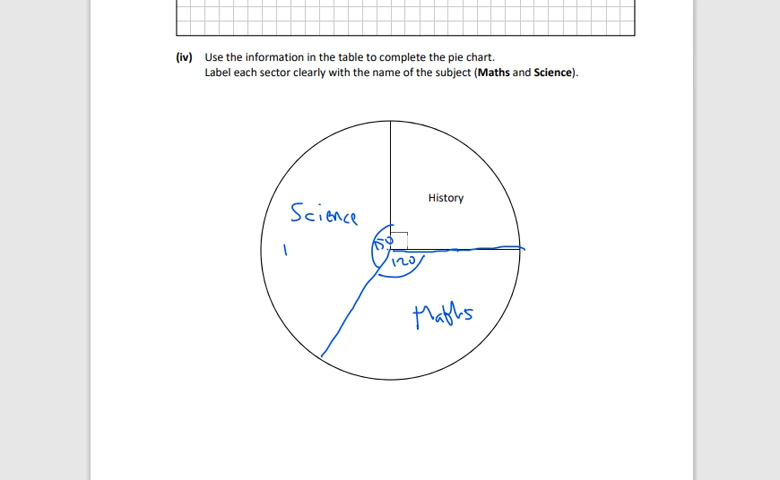 (iv) Use the information in the table to complete the pie chart.
Label each sector clearly with the name of the subject (Maths and Science).
History
Science
150
120
Maths